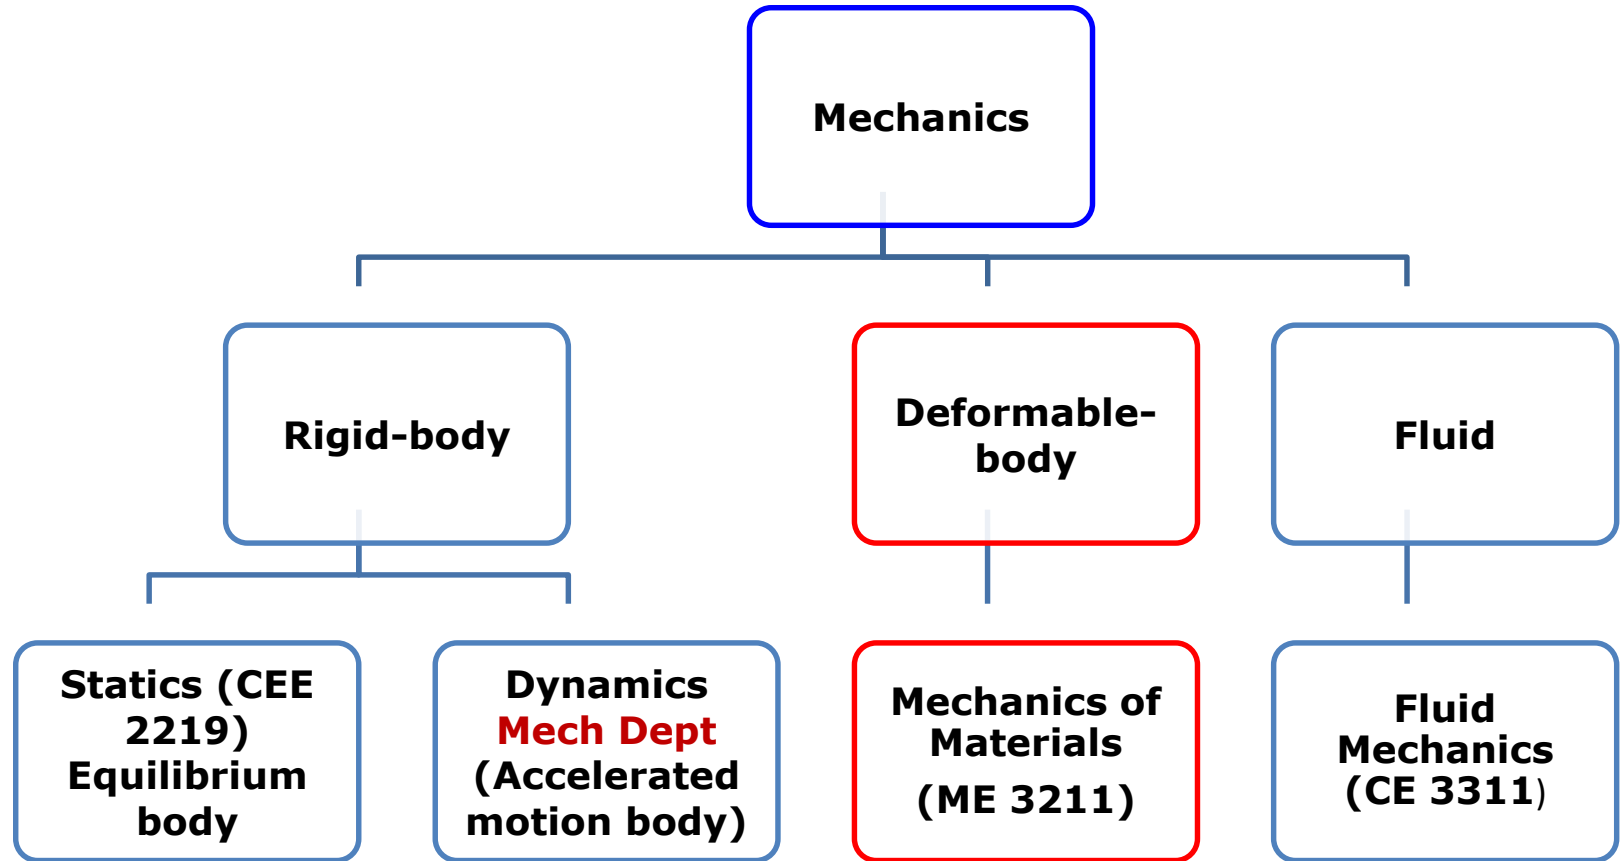 Mechanics
Rigid-body
Deformable-
body
Fluid
Statics (CEE
2219)
Equilibrium
body
Dynamics
Mech Dept
(Accelerated
motion body)
Mechanics of
Materials
(ME 3211)
Fluid
Mechanics
(CE 3311)